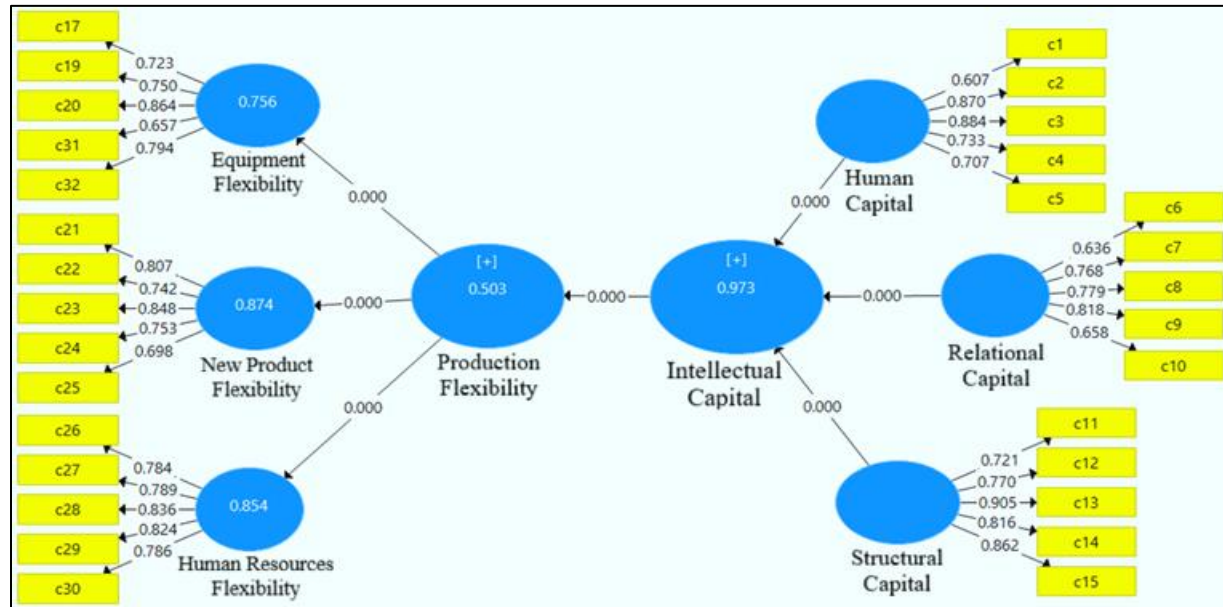 c17
c19
c20
c31
c32
0.723
0.750
0.864
0.657
0.794
0.756
Equipment
Flexibility
0.000
c21
c22
c23
c24
c25
0.807
0.742
0.848
0.753
0.698
0.874
New Product
Flexibility
0.000
c26
c27
c28
c29
c30
0.784
0.789
0.836
0.824
0.786
0.854
Human Resources
Flexibility
0.000
[+]
0.503
Production
Flexibility
0.000
[+]
0.973
Intellectual
Capital
0.000
Human
Capital
0.607
0.870
0.884
0.733
0.707
c1
c2
c3
c4
c5
0.000
Relational
Capital
0.636
0.768
0.779
0.818
0.658
c6
c7
c8
c9
c10
0.000
Structural
Capital
0.721
0.770
0.905
0.816
0.862
c11
c12
c13
c14
c15